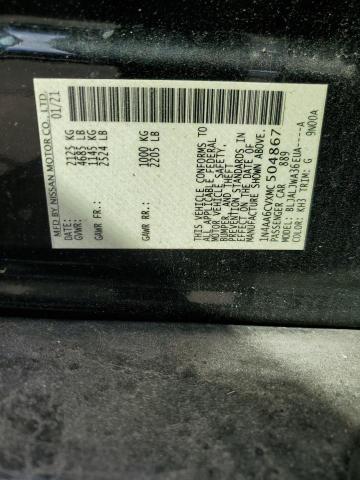 MFD BY NISSAN MOTOR CO., LTD.
DATE: 01/21
GVWR: 2125 KG
4685 LB
GAWR FR.: 1145 KG
2524 LB
GAWR RR.: 1000 KG
2205 LB
THIS VEHICLE CONFORMS TO
ALL APPLICABLE FEDERAL
MOTOR VEHICLE SAFETY,
BUMPER, AND THEFT
PREVENTION STANDARDS IN
EFFECT ON THE DATE OF
MANUFACTURE SHOWN ABOVE.
504867
PASSENGER CAR 889
MODEL: A
COLOR: KH3 TRIM: G 9N00A